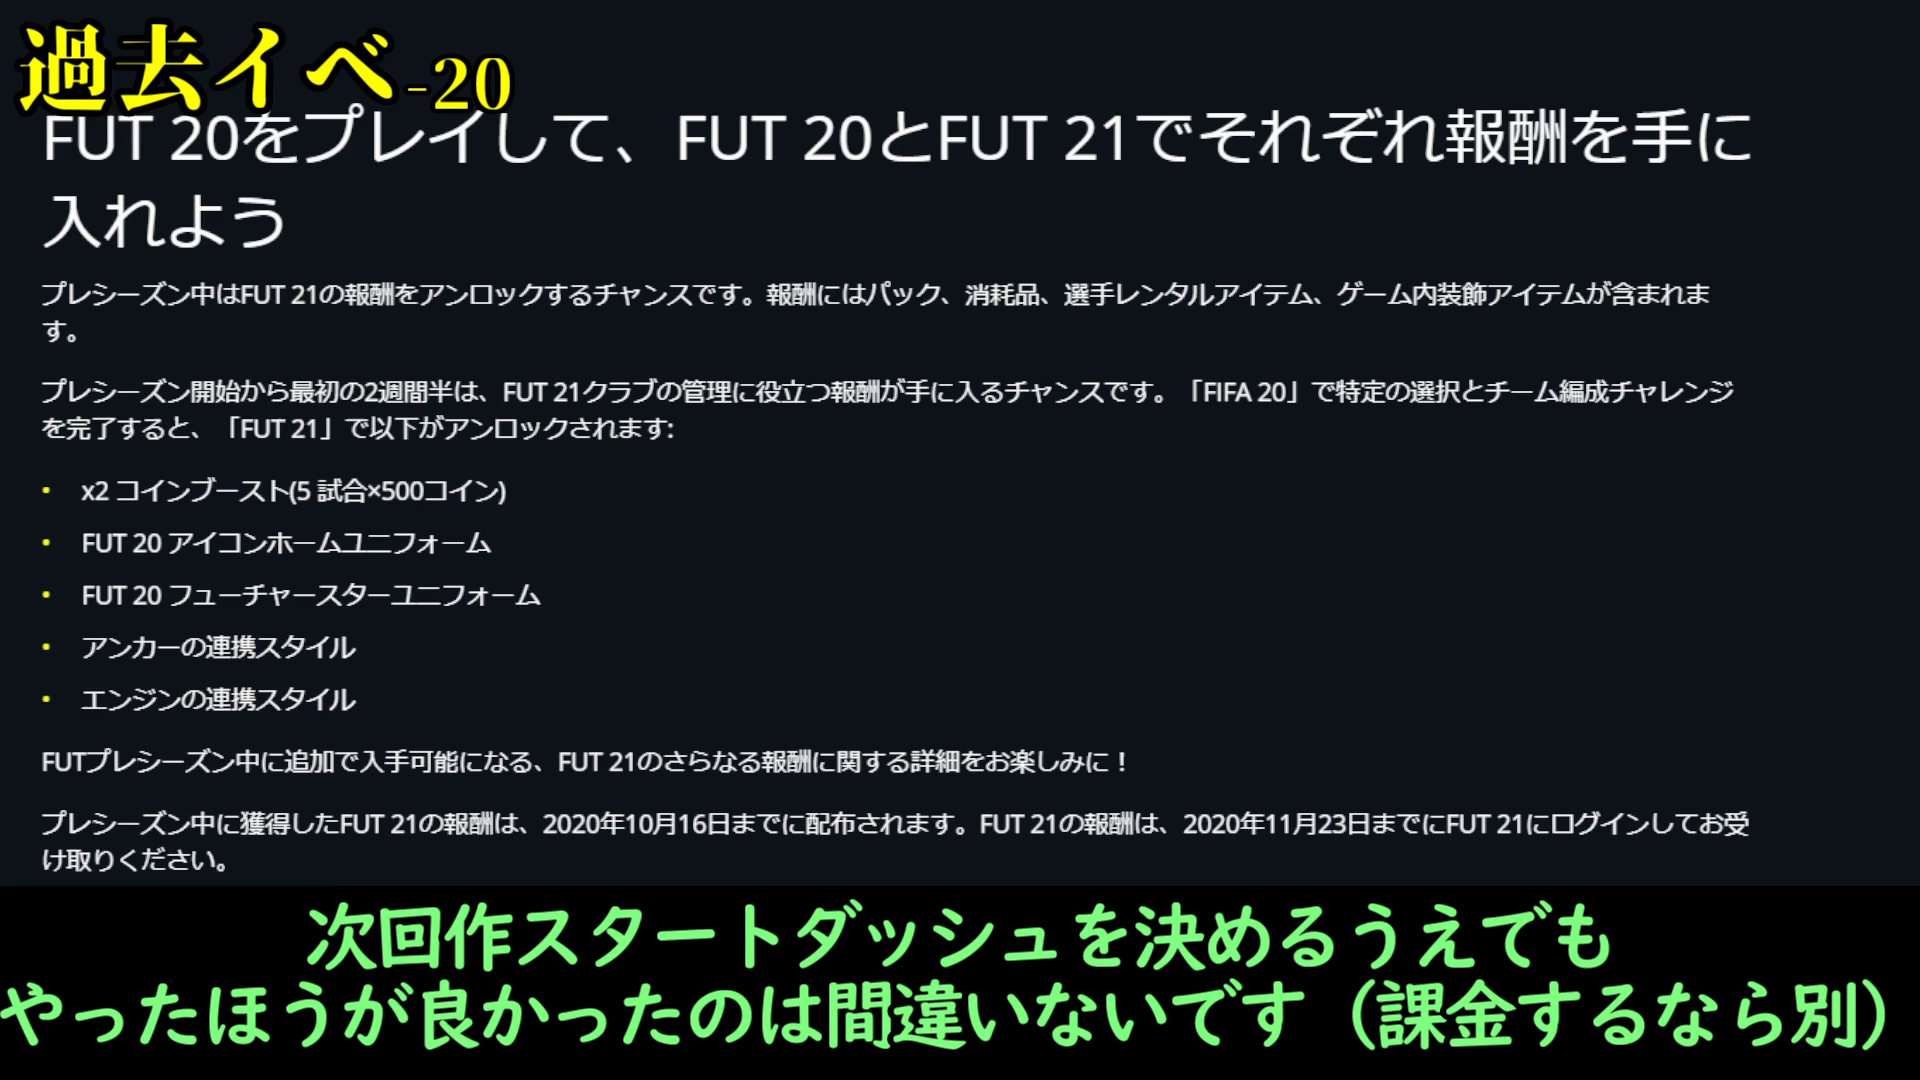 過去イベ-20
FUT 20をプレイして、FUT 20とFUT 21でそれぞれ報酬を手に
入れよう
プレシーズン中はFUT 21の報酬をアンロックするチャンスです。報酬にはパック、消耗品、選手レンタルアイテム、ゲーム内装飾アイテムが含まれま
す。
プレシーズン開始から最初の2週間半は、FUT 21クラブの管理に役立つ報酬が手に入るチャンスです。「FIFA 20」で特定の選択とチーム編成チャレンジ
を完了すると、「FUT 21」で以下がアンロックされます:
• x2 コインブースト(5 試合×500コイン)
• FUT 20 アイコンホームユニフォーム
• FUT 20 フューチャースターユニフォーム
• アンカーの連携スタイル
• エンジンの連携スタイル
FUTプレシーズン中に追加で入手可能になる、FUT 21のさらなる報酬に関する詳細をお楽しみに！
プレシーズン中に獲得したFUT 21の報酬は、2020年10月16日までに配布されます。FUT 21の報酬は、2020年11月23日までにFUT 21にログインしてお受
け取りください。
次回作スタートダッシュを決めるうえでも
やったほうが良かったのは間違いないです（課金するなら別）